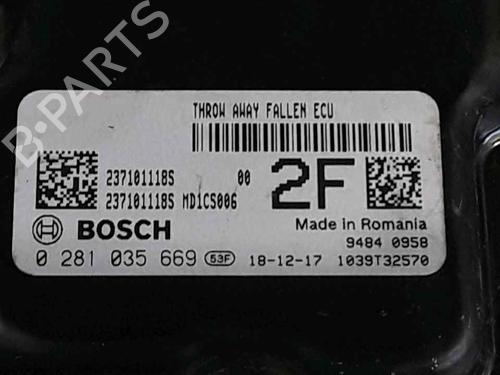 THROW AWAY FALLEN ECU
237101118S 00
237101118S MD1CS006
2F
BOSCH
Made in Romania
9484 0958
0 281 035 669 53F 18-12-17 1039T32570
B-PARTS